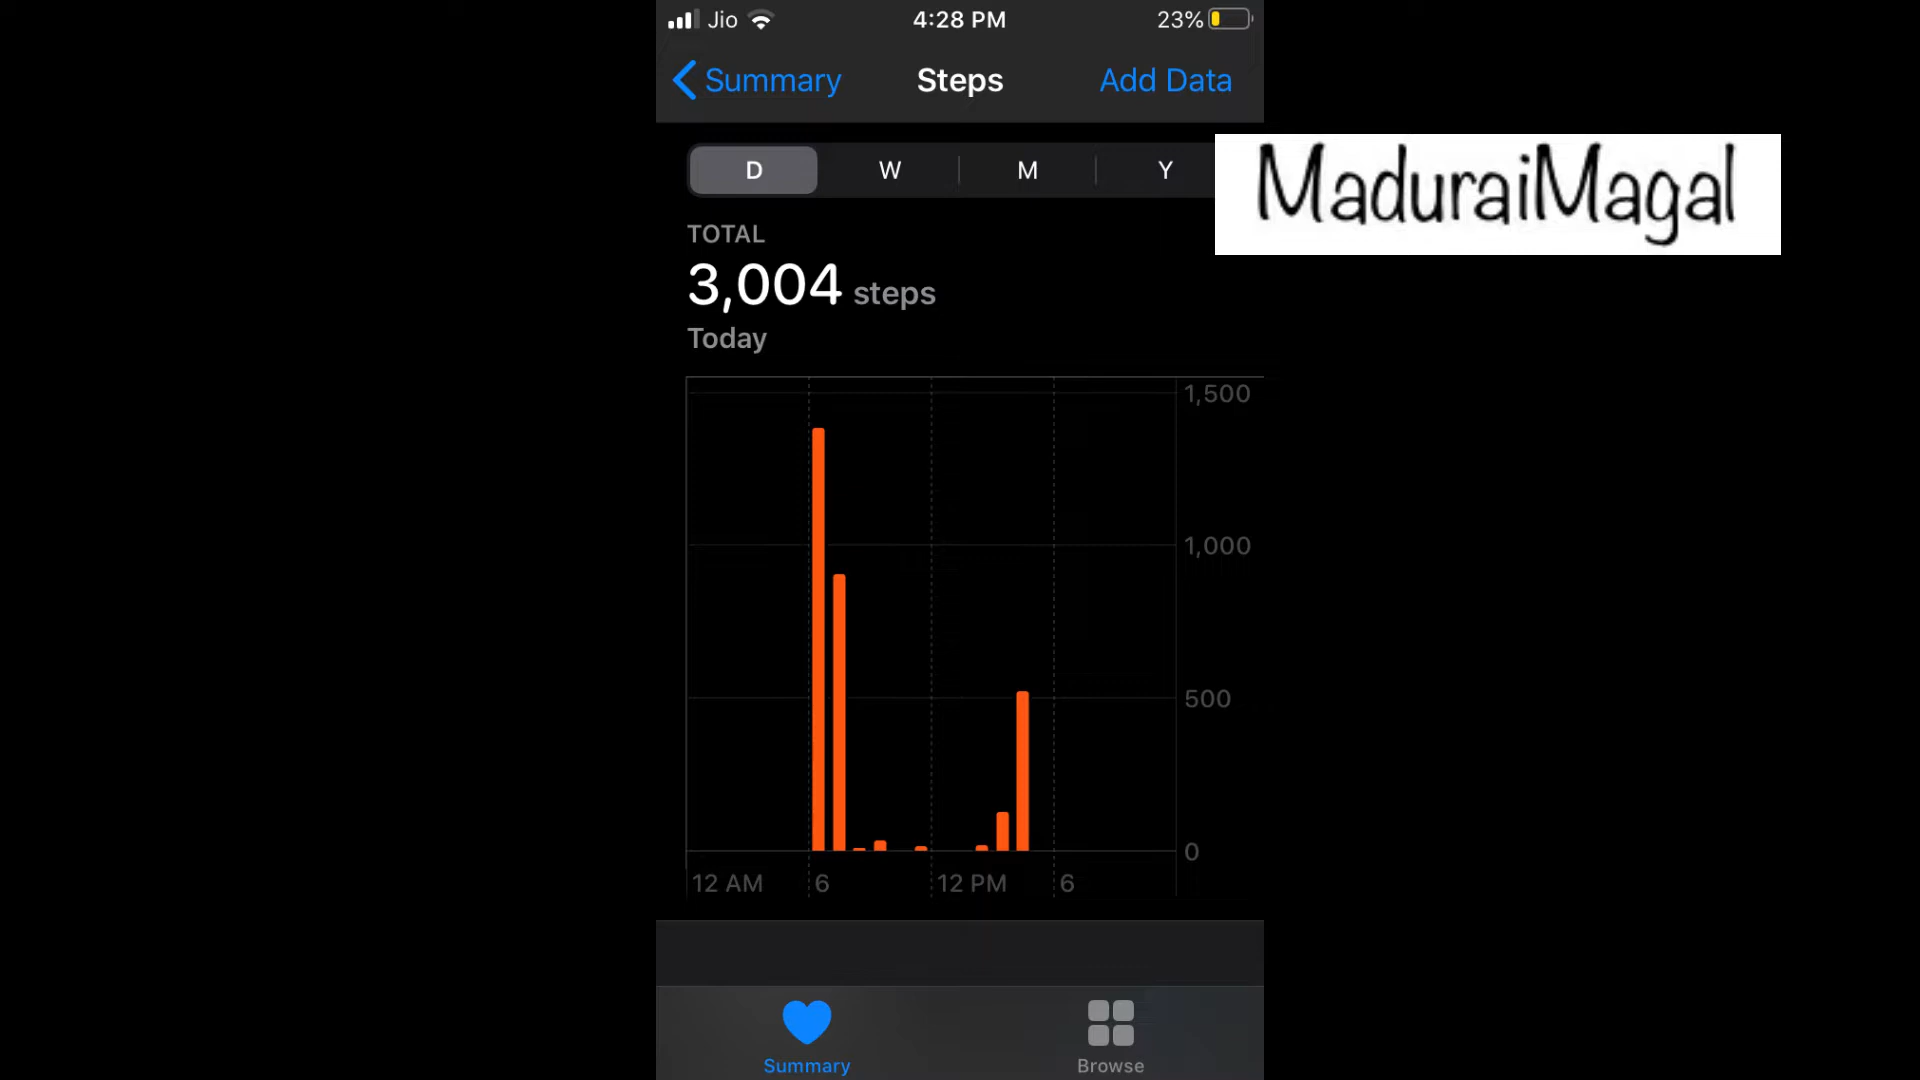 Jio 4:28 PM 23%
Summary Steps Add Data
D W M Y
MaduraiMagal
TOTAL
3,004 steps
Today
1,500
1,000
500
0
12 AM 6 12 PM 6
Summary Browse